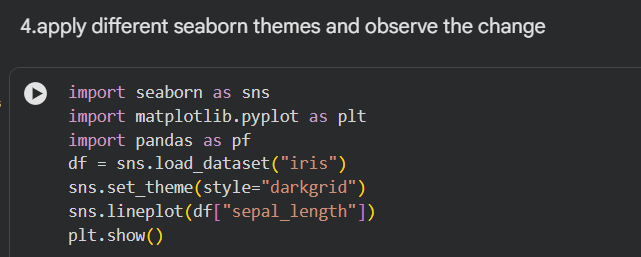 4.apply different seaborn themes and observe the change
import seaborn as sns
import matplotlib.pyplot as plt
import pandas as pf
df = sns.load_dataset("iris")
sns.set_theme(style="darkgrid")
sns.lineplot(df["sepal_length"])
plt.show()